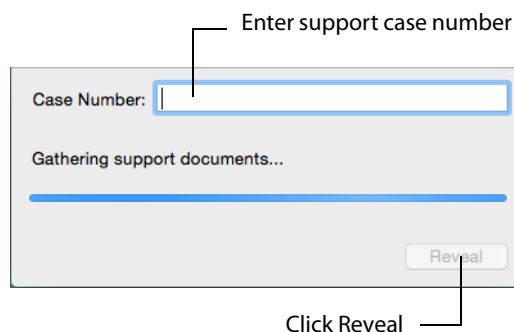 Enter support case number
Case Number:
Gathering support documents...
Reveal
Click Reveal